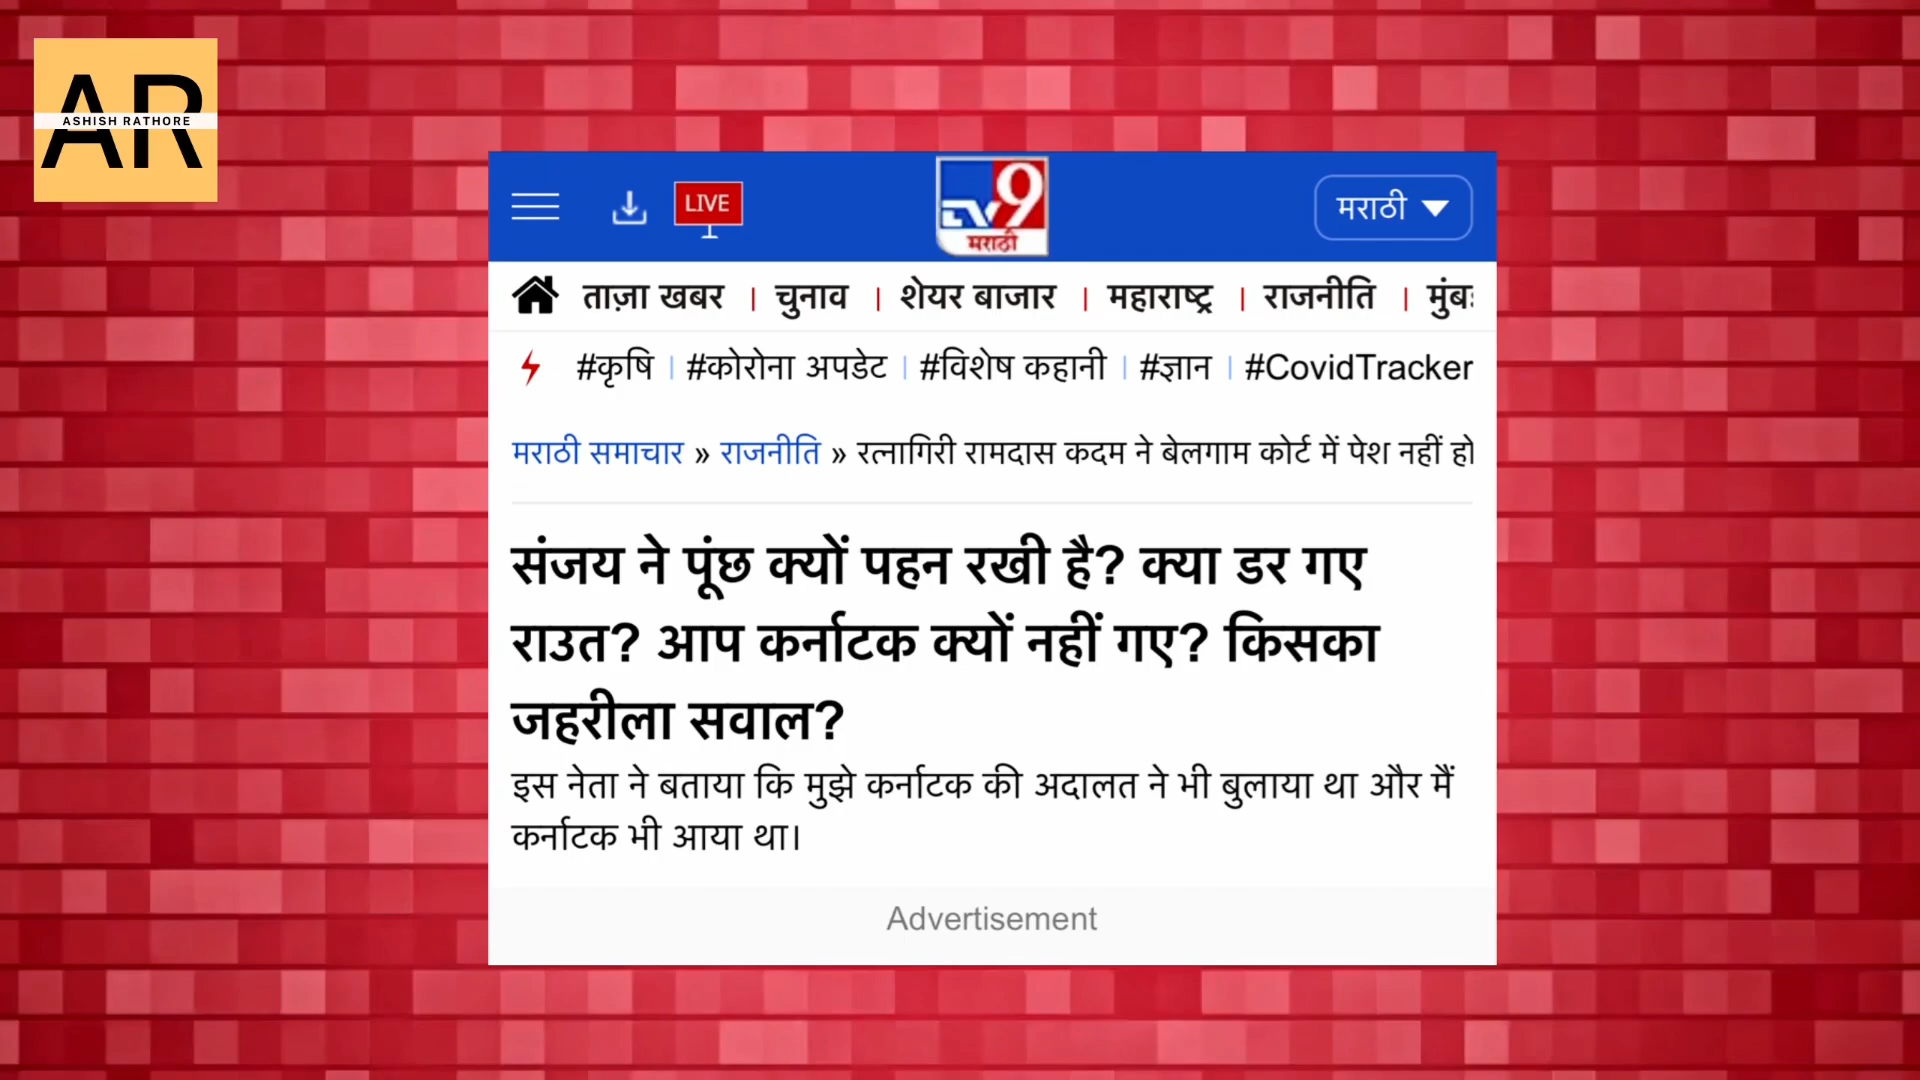 AR
ASHISH RATHORE
LIVE
TV9
मराठी
मराठी
ताज़ा खबर | चुनाव | शेयर बाजार | महाराष्ट्र | राजनीति |
#कृषि | #कोरोना अपडेट | #विशेष कहानी | #ज्ञान | #CovidTracker
मराठी समाचार » राजनीति » रत्नागिरी रामदास कदम ने बेलगाम कोर्ट में पेश नहीं हो
संजय ने पूंछ क्यों पहन रखी है? क्या डर गए
राउत? आप कर्नाटक क्यों नहीं गए? किसका
जहरीला सवाल?
इस नेता ने बताया कि मुझे कर्नाटक की अदालत ने भी बुलाया था और मैं
कर्नाटक भी आया था।
Advertisement